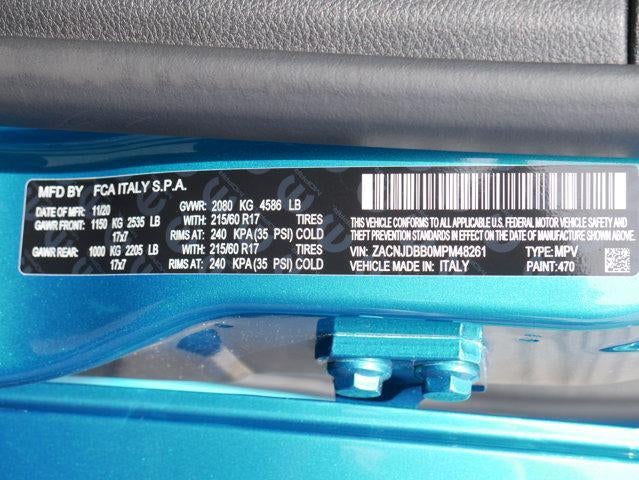 MFD BY FCA ITALY S.P.A.
DATE OF MFR: 11/20 GVWR: 2080 KG 4586 LB
GAWR FRONT: 1150 KG 2535 LB WITH: 215/60 R17 TIRES
17x7 RIMS AT: 240 KPA (35 PSI) COLD
GAWR REAR: 1000 KG 2205 LB WITH: 215/60 R17 TIRES
17x7 RIMS AT: 240 KPA (35 PSI) COLD
THIS VEHICLE CONFORMS TO ALL APPLICABLE U.S. FEDERAL MOTOR VEHICLE SAFETY AND
THEFT PREVENTION STANDARDS IN EFFECT ON THE DATE OF MANUFACTURE SHOWN ABOVE
VIN: ZACNJDBB0MPM48261 TYPE: MPV
VEHICLE MADE IN: ITALY PAINT: 470